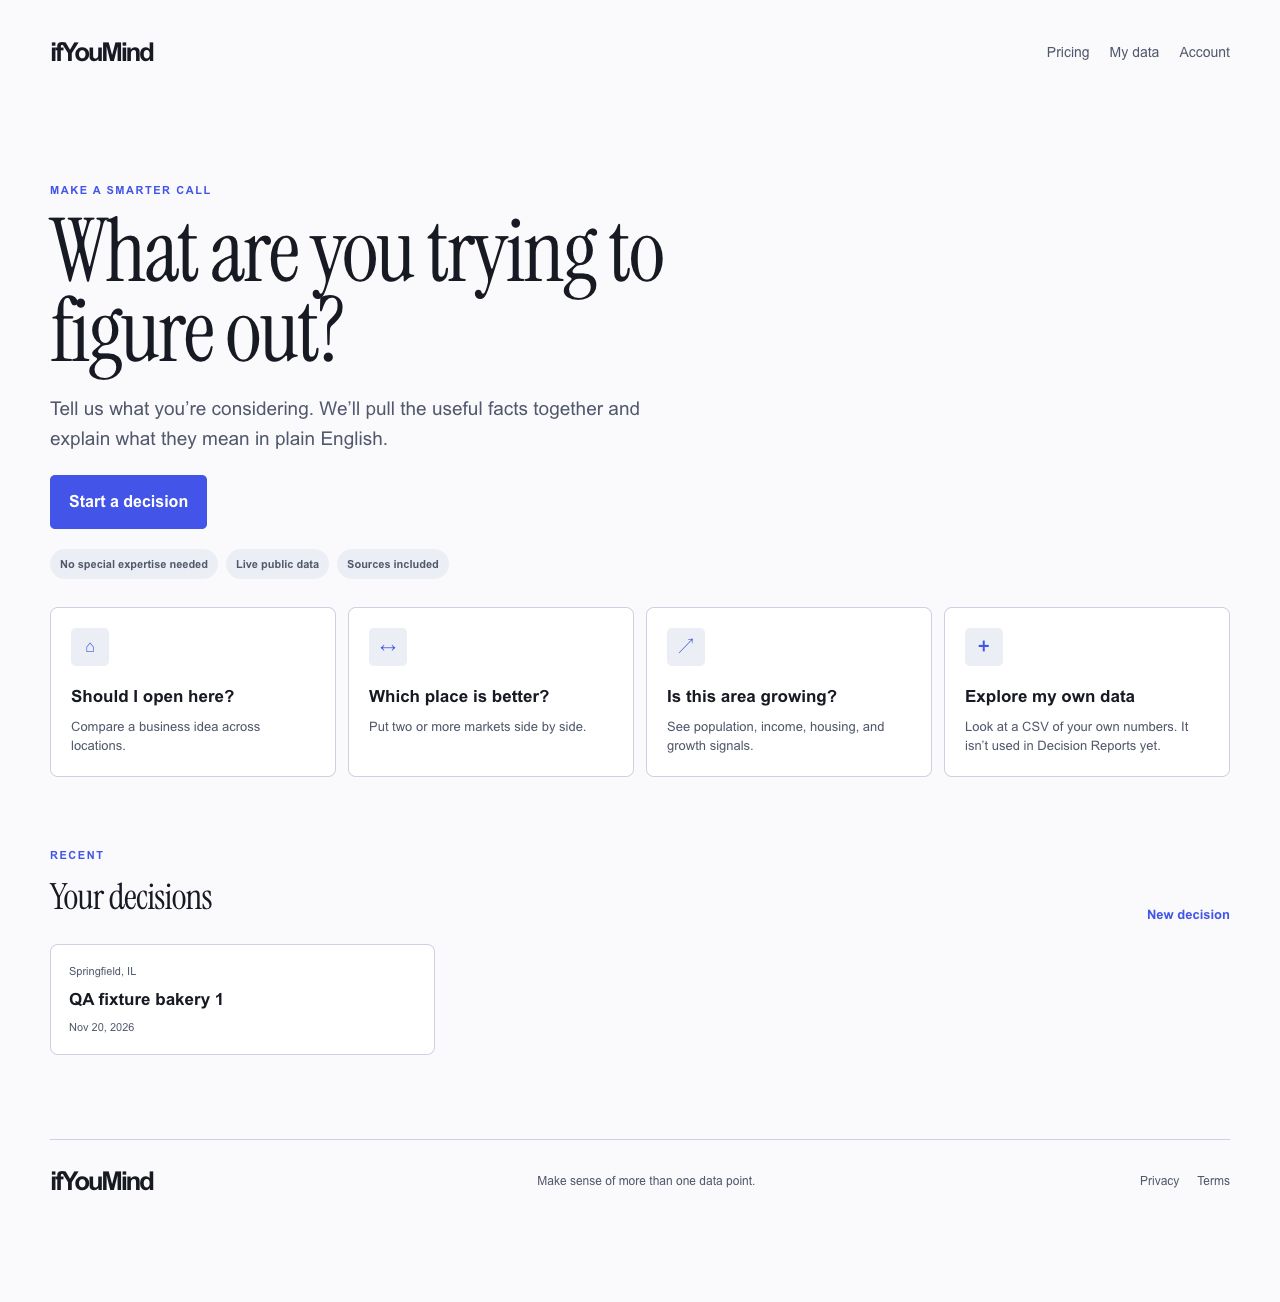 ifYouMind
Pricing My data Account
MAKE A SMARTER CALL
What are you trying to
figure out?
Tell us what you’re considering. We’ll pull the useful facts together and
explain what they mean in plain English.
Start a decision
No special expertise needed
Live public data
Sources included
Should I open here?
Compare a business idea across
locations.
Which place is better?
Put two or more markets side by side.
Is this area growing?
See population, income, housing, and
growth signals.
Explore my own data
Look at a CSV of your own numbers. It
isn’t used in Decision Reports yet.
RECENT
Your decisions
New decision
Springfield, IL
QA fixture bakery 1
Nov 20, 2026
ifYouMind
Make sense of more than one data point.
Privacy Terms